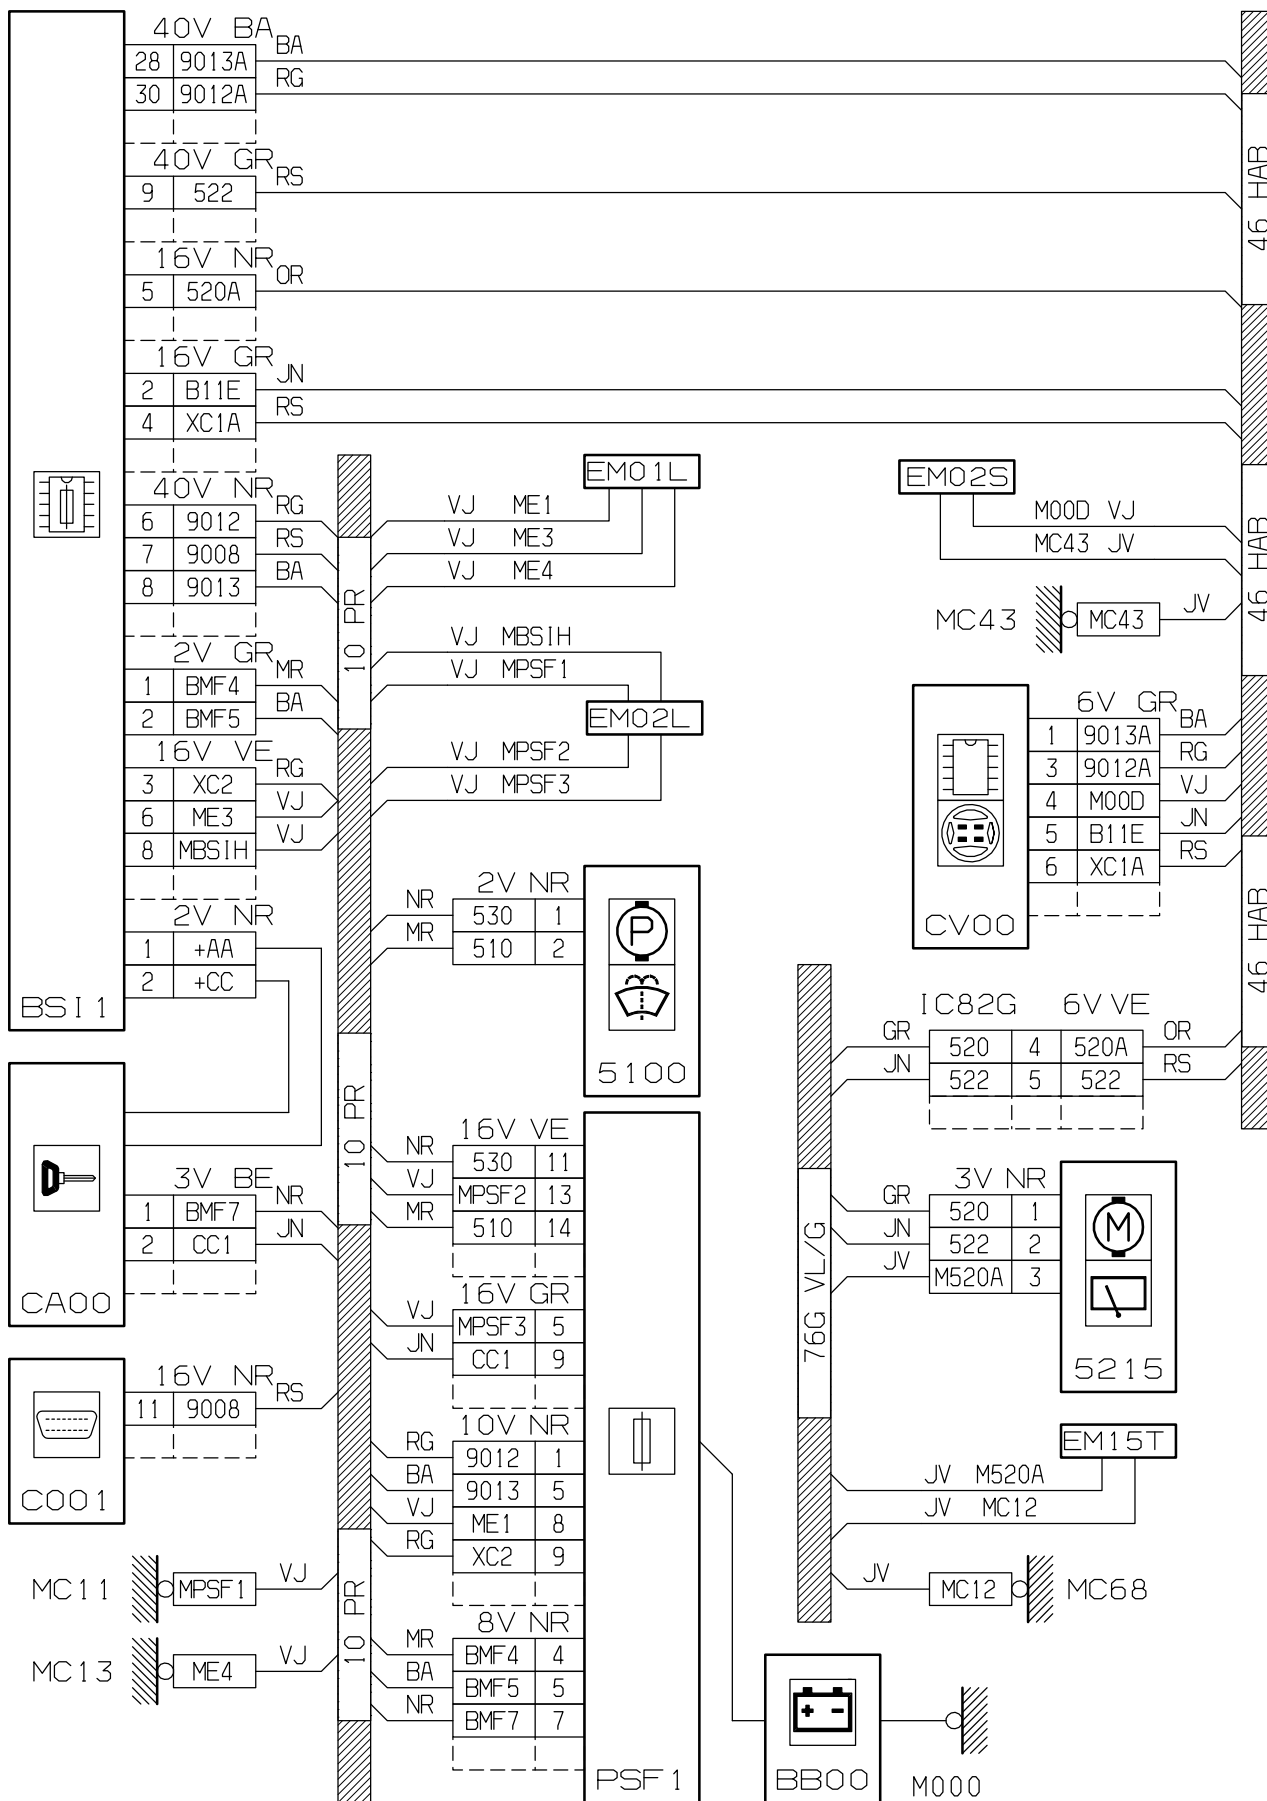 40V BA
BA
28 9013A
RG
30 9012A
40V GR
RS
9 522
16V NR
OR
5 520A
16V GR
JN
2 B11E
RS
4 XC1A
40V NR
RG
6 9012
RS
7 9008
BA
8 9013
2V GR
MR
1 BMF4
BA
2 BMF5
16V VE
RG
3 XC2
VJ
6 ME3
VJ
8 MBSIH
2V NR
1 +AA
2 +CC
BSI1
3V BE
NR
1 BMF7
JN
2 CC1
CA00
16V NR
RS
11 9008
C001
MC11 MPSF1 VJ
MC13 ME4 VJ
10 PR
10 PR
10 PR
EM01L
VJ ME1
VJ ME3
VJ ME4
VJ MBSIH
VJ MPSF1
EM02L
VJ MPSF2
VJ MPSF3
2V NR
NR 530 1
MR 510 2
5100
16V VE
NR 530 11
VJ MPSF2 13
MR 510 14
16V GR
VJ MPSF3 5
JN CC1 9
10V NR
RG 9012 1
BA 9013 5
VJ ME1 8
RG XC2 9
8V NR
MR BMF4 4
BA BMF5 5
NR BMF7 7
PSF1
EM02S
M00D VJ
MC43 JV
MC43 MC43 JV
6V GR
1 9013A BA
3 9012A RG
4 M00D VJ
5 B11E JN
6 XC1A RS
CV00
46 HAB
46 HAB
46 HAB
IC82G 6V VE
GR 520 4 520A OR
JN 522 5 522 RS
76G VL/G
3V NR
GR 520 1
JN 522 2
JV M520A 3
5215
EM15T
JV M520A
JV MC12
JV MC12 MC68
BB00
M000